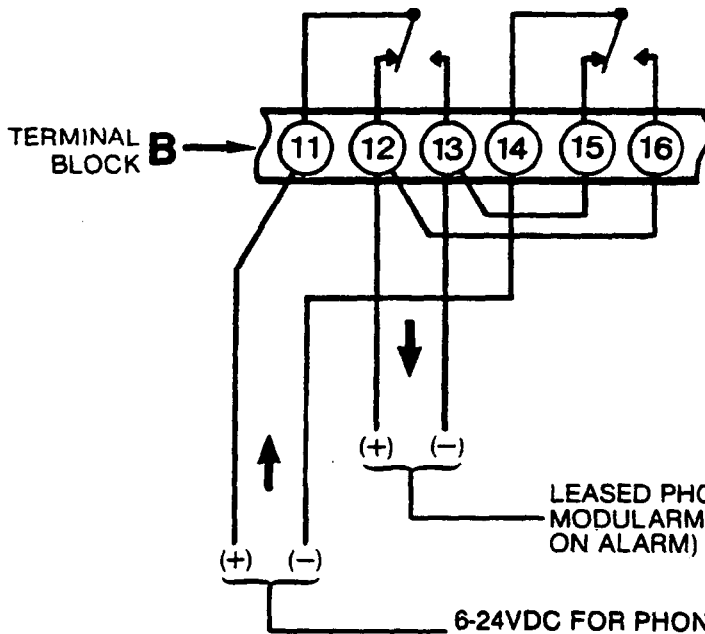 TERMINAL
BLOCK B
11 12 13 14 15 16
(+) (-)
LEASED PHO
MODULARM
ON ALARM)
(+) (-)
6-24VDC FOR PHON